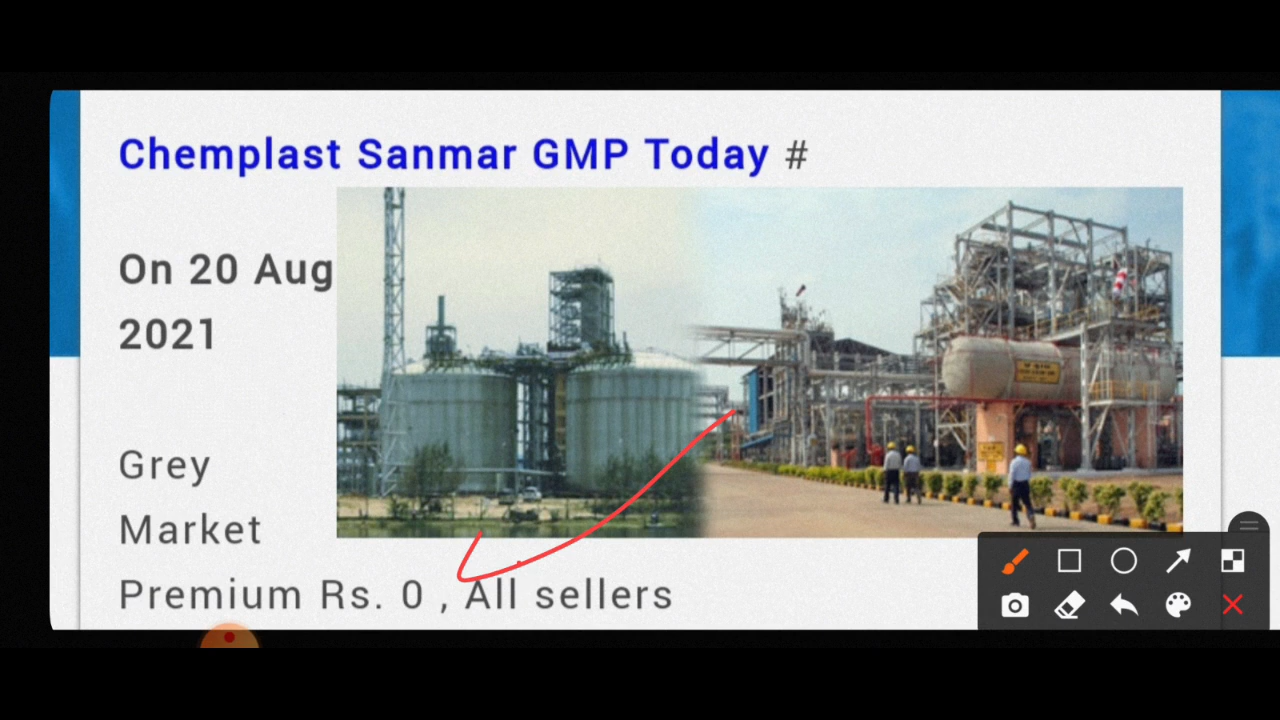 Chemplast Sanmar GMP Today #
On 20 Aug
2021
Grey
Market
Premium Rs. 0 , All sellers